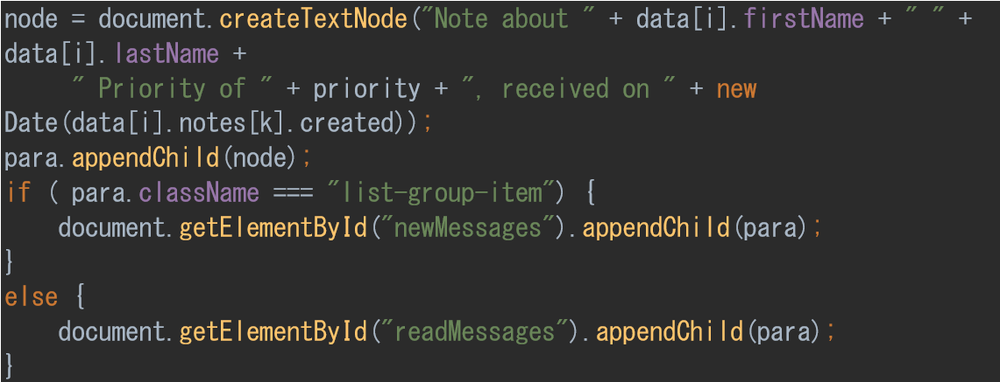 node = document.createTextNode("Note about " + data[i].firstName + " " +
data[i].lastName +
     " Priority of " + priority + ", received on " + new
Date(data[i].notes[k].created));
para.appendChild(node);
if ( para.className === "list-group-item") {
    document.getElementById("newMessages").appendChild(para);
}
else {
    document.getElementById("readMessages").appendChild(para);
}